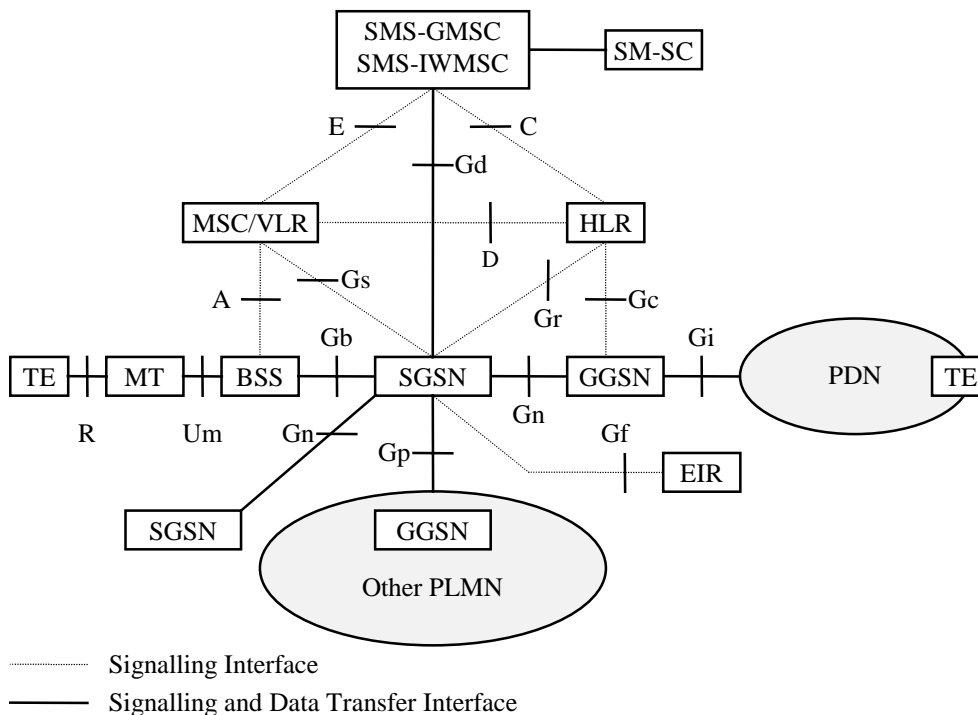 SMS-GMSC
SMS-IWMSC
SM-SC
E
C
Gd
MSC/VLR
HLR
D
Gs
A
Gr
Gc
Gb
Gi
TE
MT
BSS
SGSN
GGSN
PDN
TE
R
Um
Gn
Gn
Gp
Gf
EIR
SGSN
GGSN
Other PLMN
Signalling Interface
Signalling and Data Transfer Interface